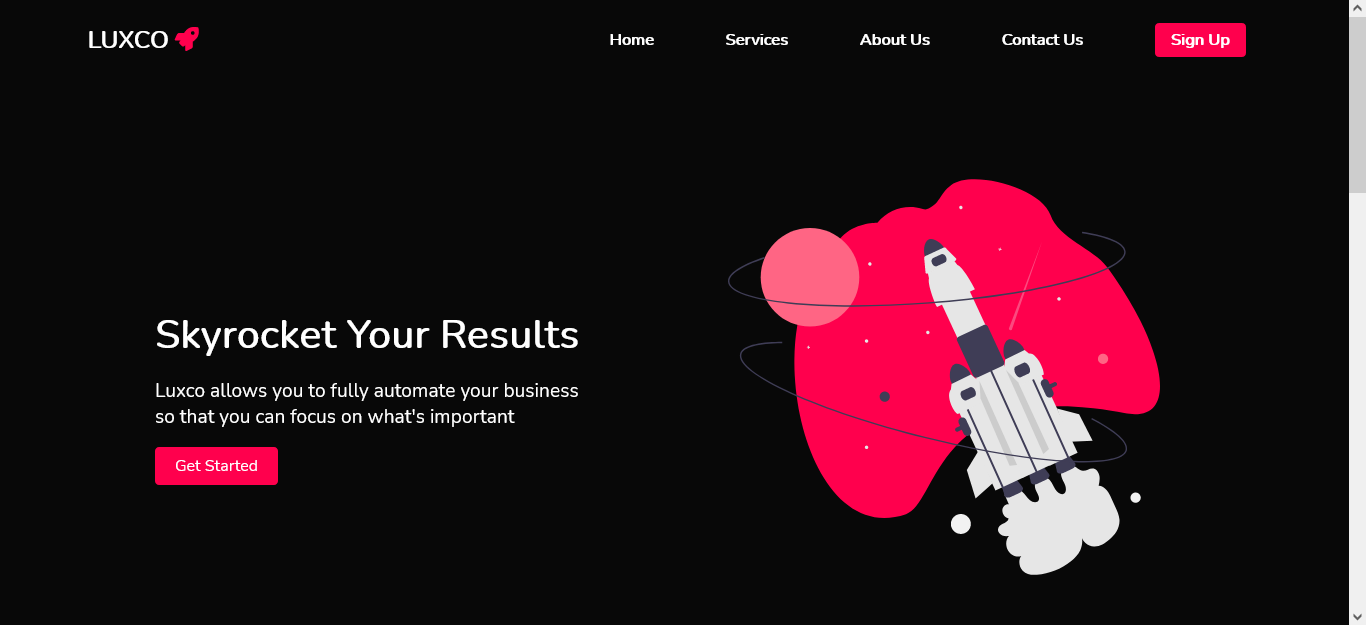 LUXCO
Home Services About Us Contact Us Sign Up
Skyrocket Your Results
Luxco allows you to fully automate your business
so that you can focus on what's important
Get Started